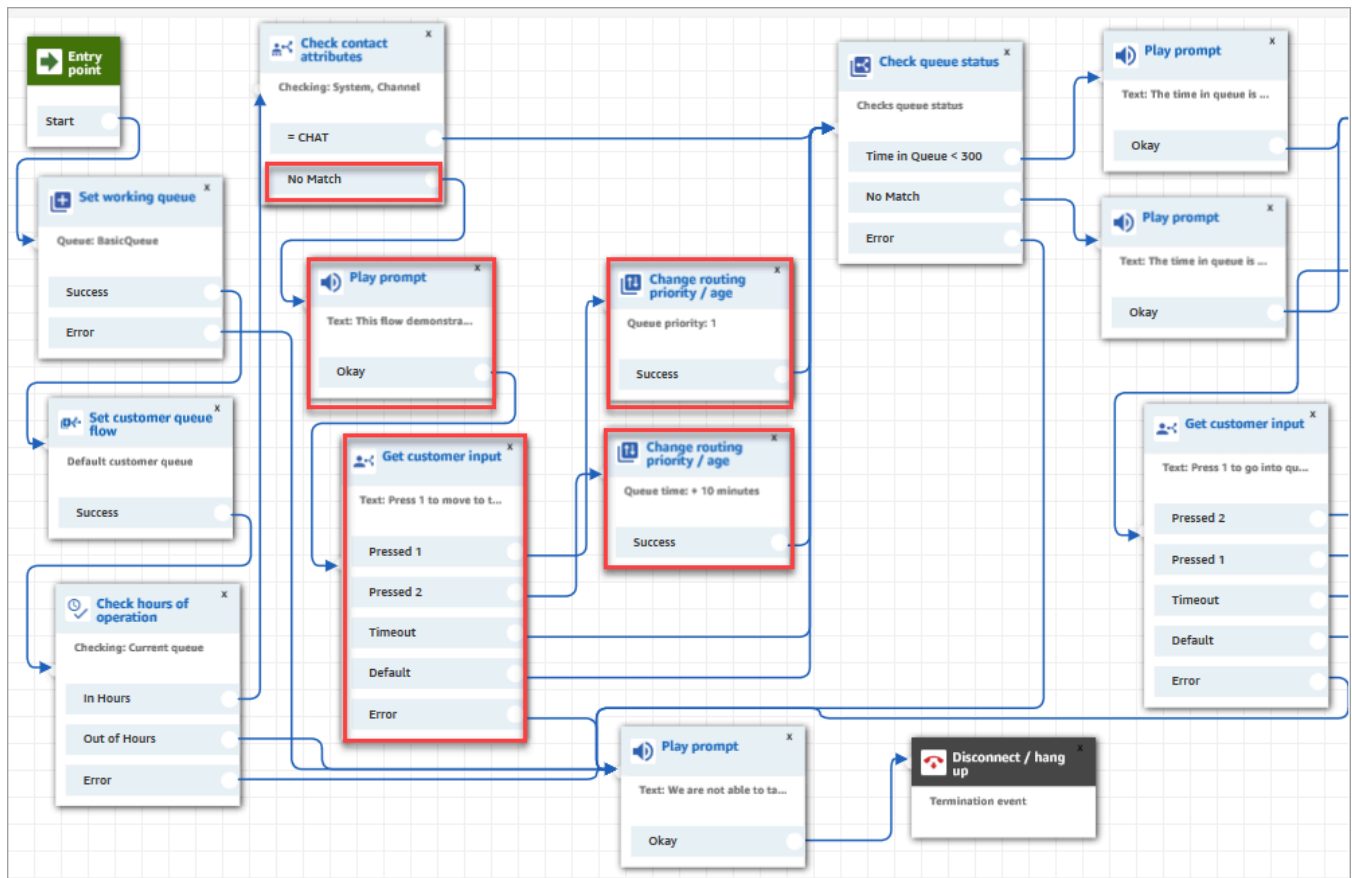 Entry
point
Start
x
Set working queue
Queue: BasicQueue
Success
Error
x
Set customer queue
flow
Default customer queue
Success
x
Check hours of
operation
Checking: Current queue
In Hours
Out of Hours
Error
x
Check contact
attributes
Checking: System, Channel
= CHAT
No Match
x
Play prompt
Text: This flow demonstra...
Okay
x
Get customer input
Text: Press 1 to move to t...
Pressed 1
Pressed 2
Timeout
Default
Error
x
Change routing
priority / age
Queue priority: 1
Success
x
Change routing
priority / age
Queue time: + 10 minutes
Success
x
Play prompt
Text: We are not able to ta...
Okay
x
Check queue status
Checks queue status
Time in Queue < 300
No Match
Error
x
Disconnect / hang
up
Termination event
x
Play prompt
Text: The time in queue is ...
Okay
x
Play prompt
Text: The time in queue is ...
Okay
x
Get customer input
Text: Press 1 to go into qu...
Pressed 2
Pressed 1
Timeout
Default
Error